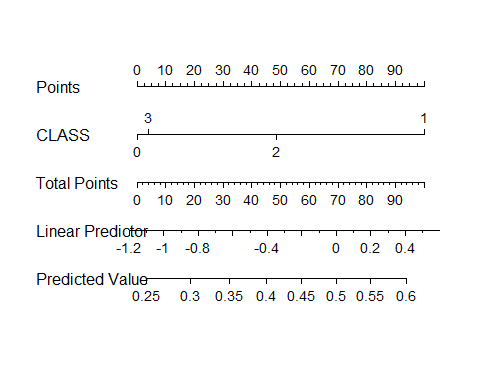 0 10 20 30 40 50 60 70 80 90
Points
3 1
CLASS
0 2
Total Points
0 10 20 30 40 50 60 70 80 90
Linear Predictor
-1.2 -1 -0.8 -0.4 0 0.2 0.4
Predicted Value
0.25 0.3 0.35 0.4 0.45 0.5 0.55 0.6